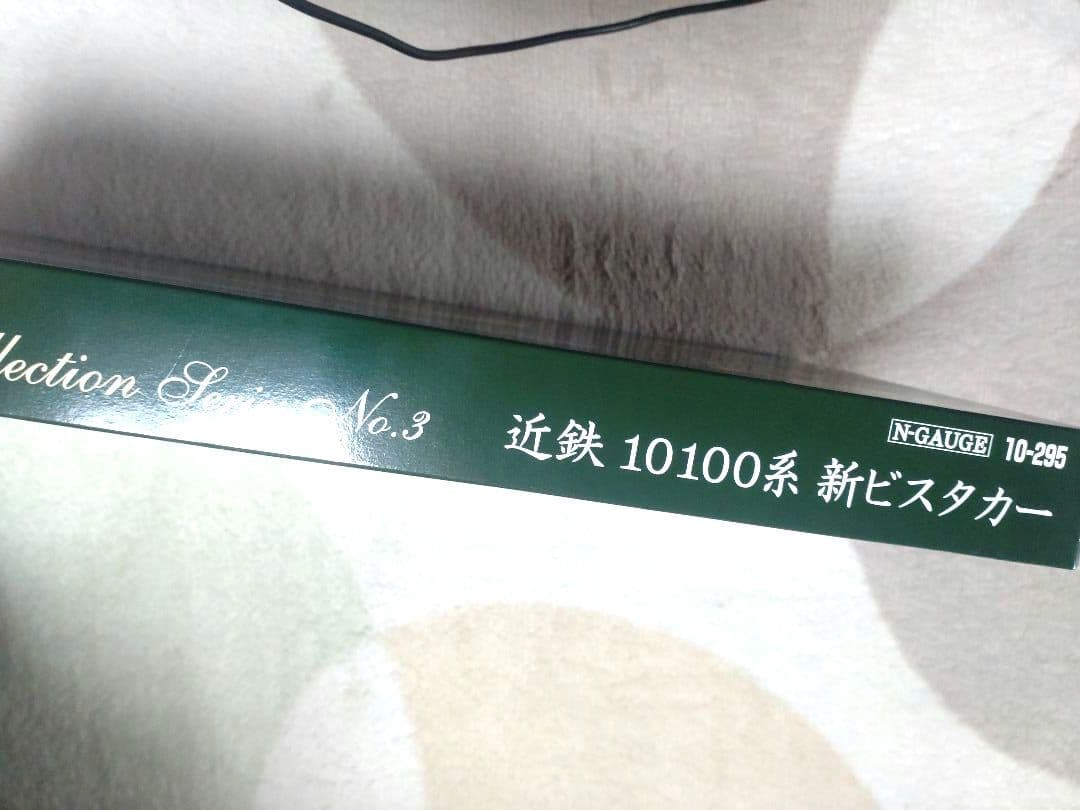 llection Series No.3
近鉄 10100系 新ビスタカー
N-GAUGE 10-295